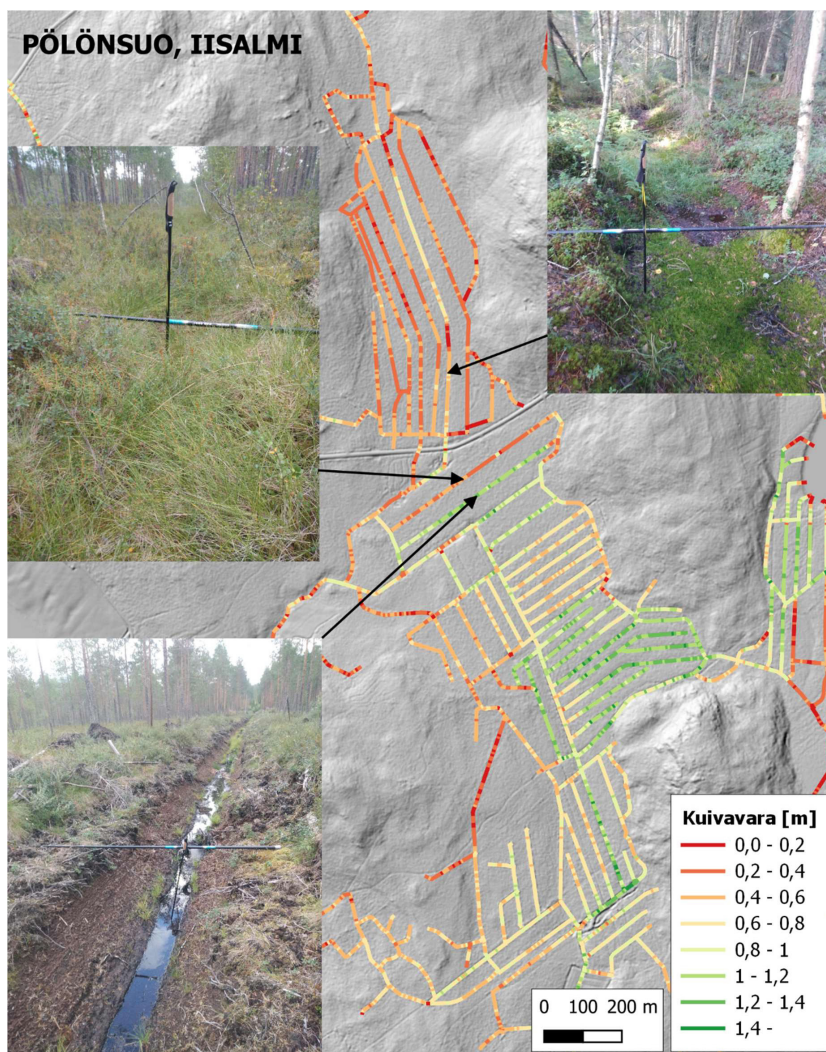 PÖLÖNSUO, IISALMI
Kuivavara [m]
0,0 - 0,2
0,2 - 0,4
0,4 - 0,6
0,6 - 0,8
0,8 - 1
1 - 1,2
1,2 - 1,4
1,4 -
0 100 200 m